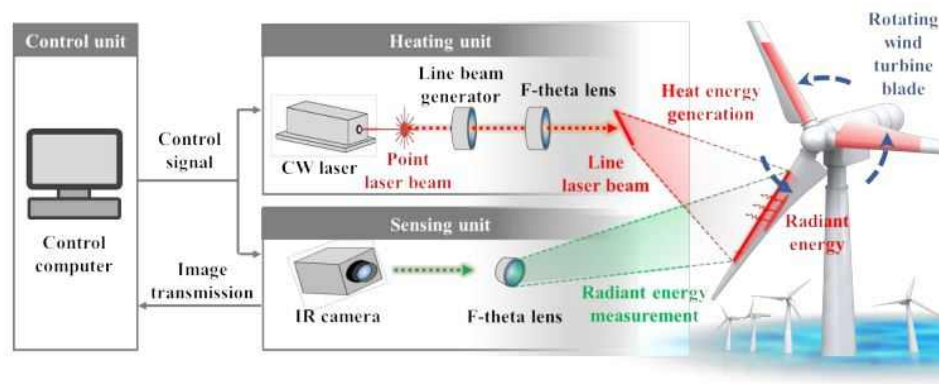 Control unit
Control
computer
Control
signal
Image
transmission
Heating unit
Line beam
generator
F-theta lens
CW laser
Point
laser beam
Line
laser beam
Heat energy
generation
Rotating
wind
turbine
blade
Radiant
energy
Sensing unit
IR camera
F-theta lens
Radiant energy
measurement